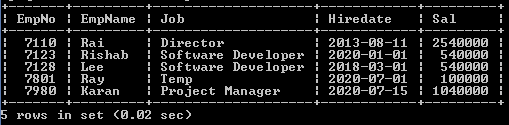 | EmpNo | EmpName | Job | Hiredate | Sal |
| 7110 | Rai | Director | 2013-08-11 | 2540000 |
| 7123 | Rishab | Software Developer | 2020-01-01 | 540000 |
| 7128 | Lee | Software Developer | 2018-03-01 | 540000 |
| 7801 | Ray | Temp | 2020-07-01 | 100000 |
| 7980 | Karan | Project Manager | 2020-07-15 | 1040000 |
5 rows in set (0.02 sec)